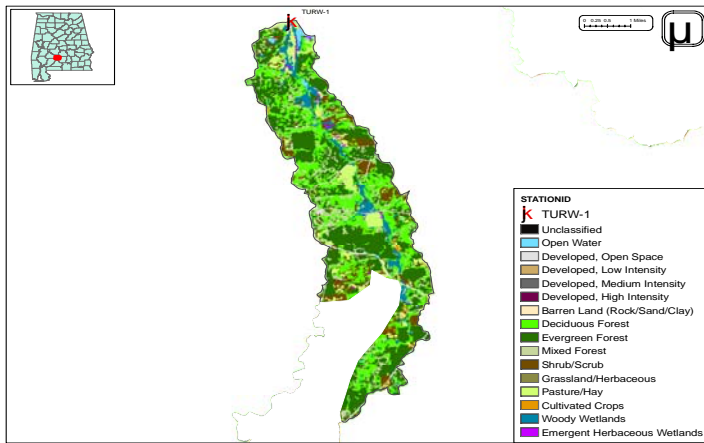 TURW-1
0 0.25 0.5 1 Miles
µ
STATIONID
TURW-1
Unclassified
Open Water
Developed, Open Space
Developed, Low Intensity
Developed, Medium Intensity
Developed, High Intensity
Barren Land (Rock/Sand/Clay)
Deciduous Forest
Evergreen Forest
Mixed Forest
Shrub/Scrub
Grassland/Herbaceous
Pasture/Hay
Cultivated Crops
Woody Wetlands
Emergent Herbaceous Wetlands